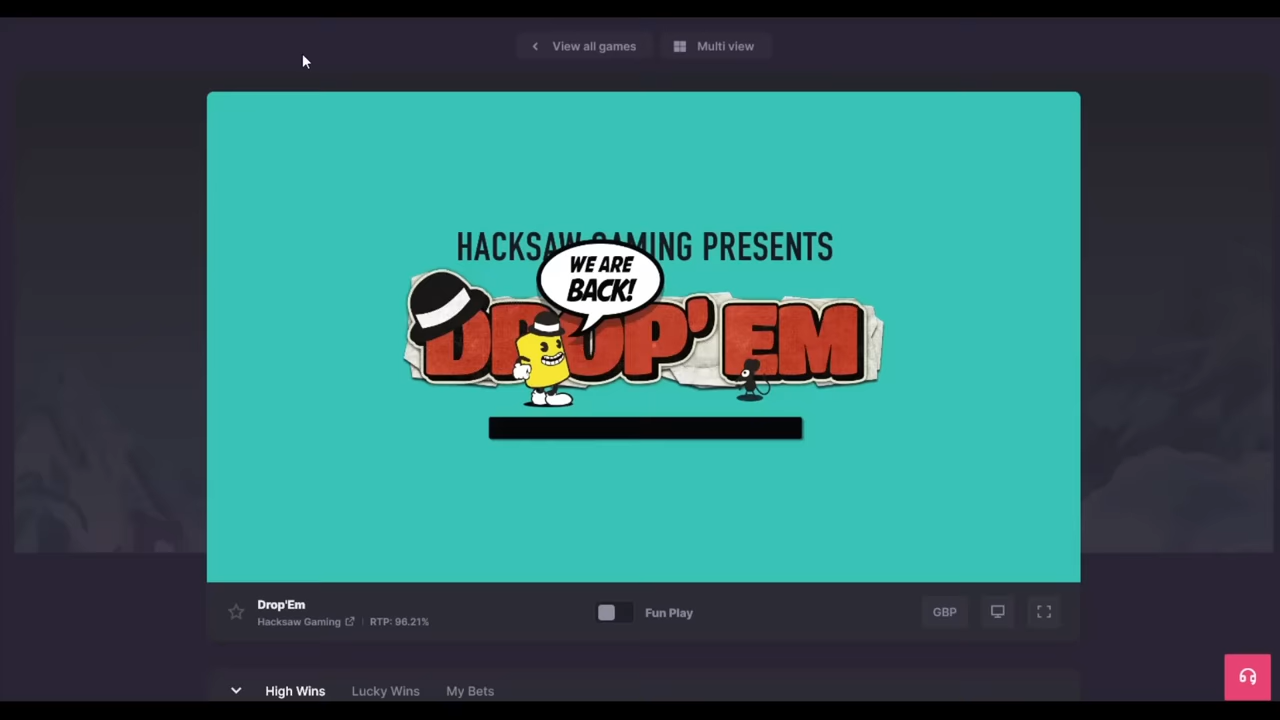 View all games
Multi view
HACKSAW GAMING PRESENTS
WE ARE
BACK!
DROP' EM
Drop'Em
Hacksaw Gaming
RTP: 96.21%
Fun Play
GBP
High Wins
Lucky Wins
My Bets